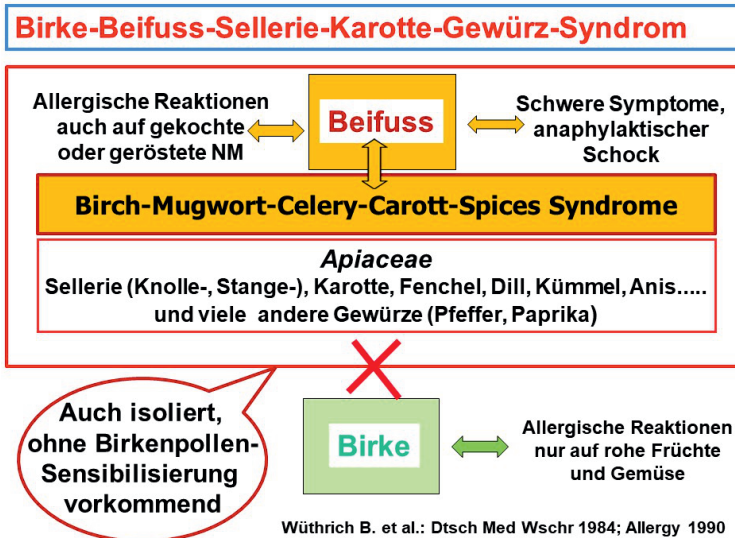 Birke-Beifuss-Sellerie-Karotte-Gewürz-Syndrom
Allergische Reaktionen
auch auf gekochte
oder geröstete NM
Beifuss
Schwere Symptome,
anaphylaktischer
Schock
Birch-Mugwort-Celery-Carott-Spices Syndrome
Apiaceae
Sellerie (Knolle-, Stange-), Karotte, Fenchel, Dill, Kümmel, Anis.....
und viele andere Gewürze (Pfeffer, Paprika)
Auch isoliert,
ohne Birkenpollen-
Sensibilisierung
vorkommend
Birke
Allergische Reaktionen
nur auf rohe Früchte
und Gemüse
Wüthrich B. et al.: Dtsch Med Wschr 1984; Allergy 1990